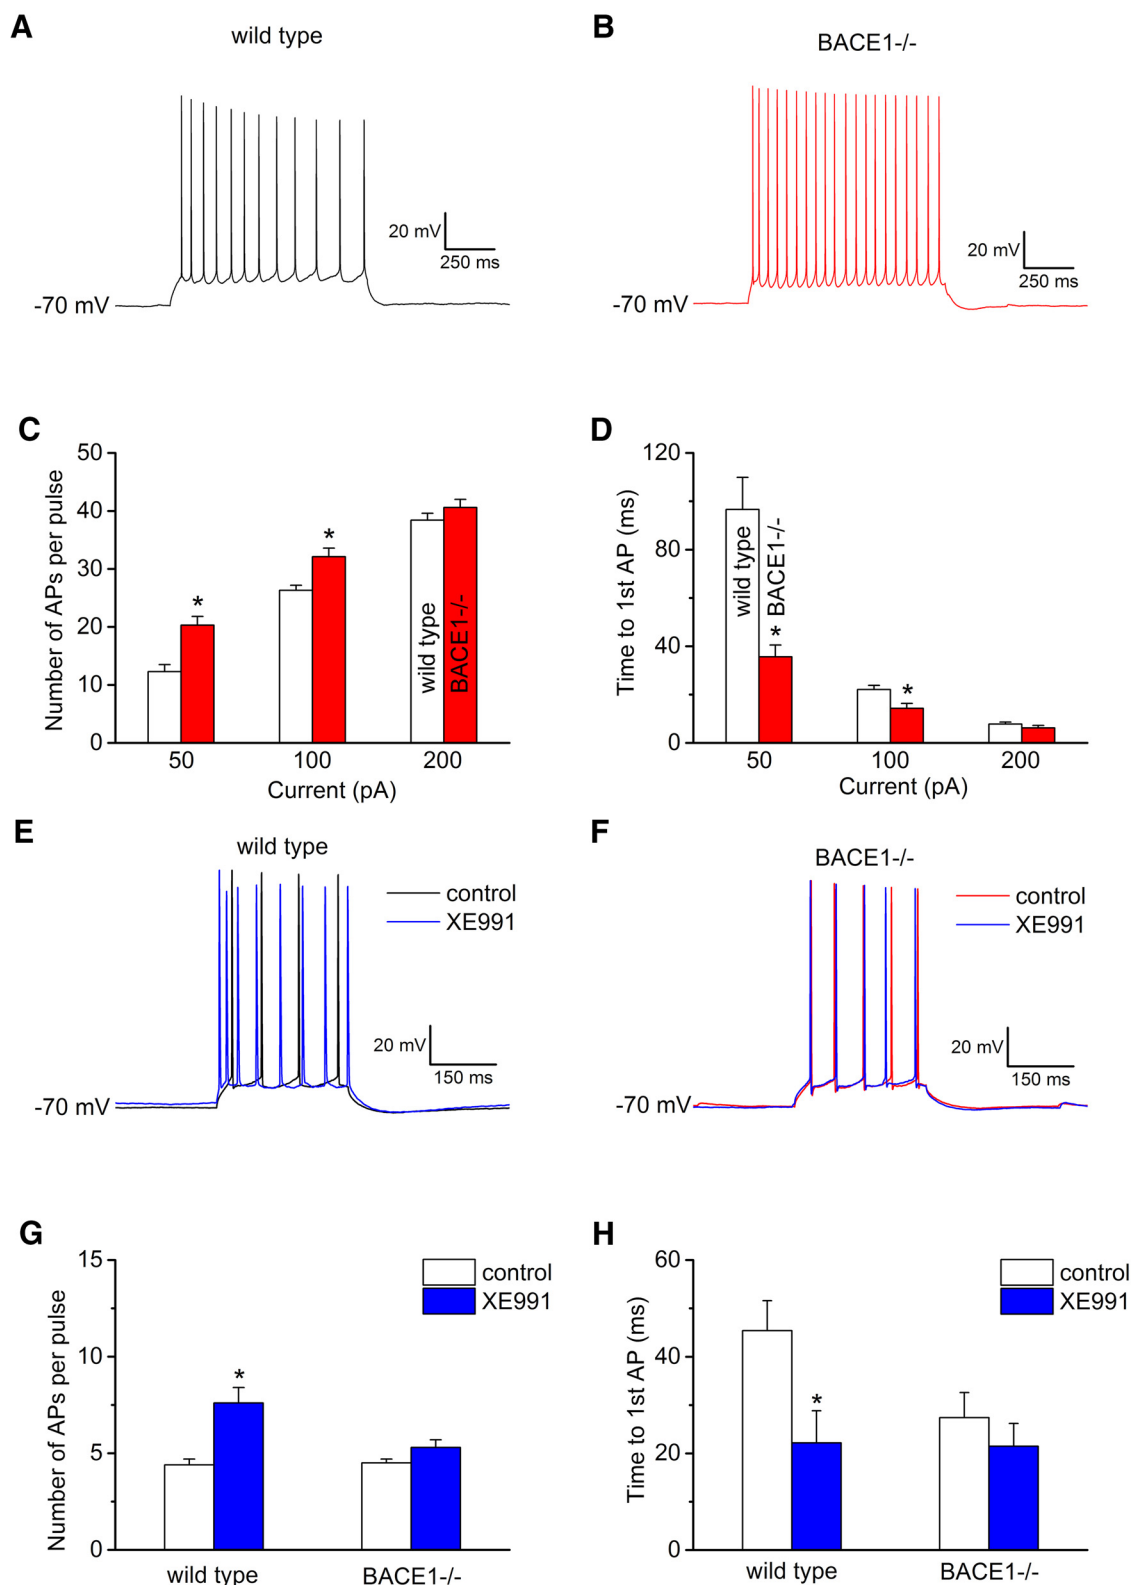 A
wild type
20 mV
250 ms
-70 mV
B
BACE1-/-
20 mV
250 ms
-70 mV
C
Number of APs per pulse
50
40
30
20
10
0
*
*
wild type
BACE1-/-
50
100
200
Current (pA)
D
Time to 1st AP (ms)
120
80
40
0
wild type
* BACE1-/-
*
50
100
200
Current (pA)
E
wild type
control
XE991
20 mV
150 ms
-70 mV
F
BACE1-/-
control
XE991
20 mV
150 ms
-70 mV
G
Number of APs per pulse
15
10
5
0
control
XE991
*
wild type
BACE1-/-
H
Time to 1st AP (ms)
60
40
20
0
control
XE991
*
wild type
BACE1-/-